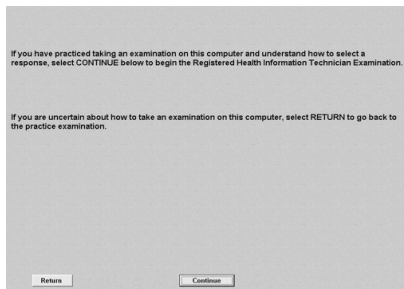 If you have practiced taking an examination on this computer and understand how to select a
response, select CONTINUE below to begin the Registered Health Information Technician Examination.
If you are uncertain about how to take an examination on this computer, select RETURN to go back to
the practice examination.
Return
Continue